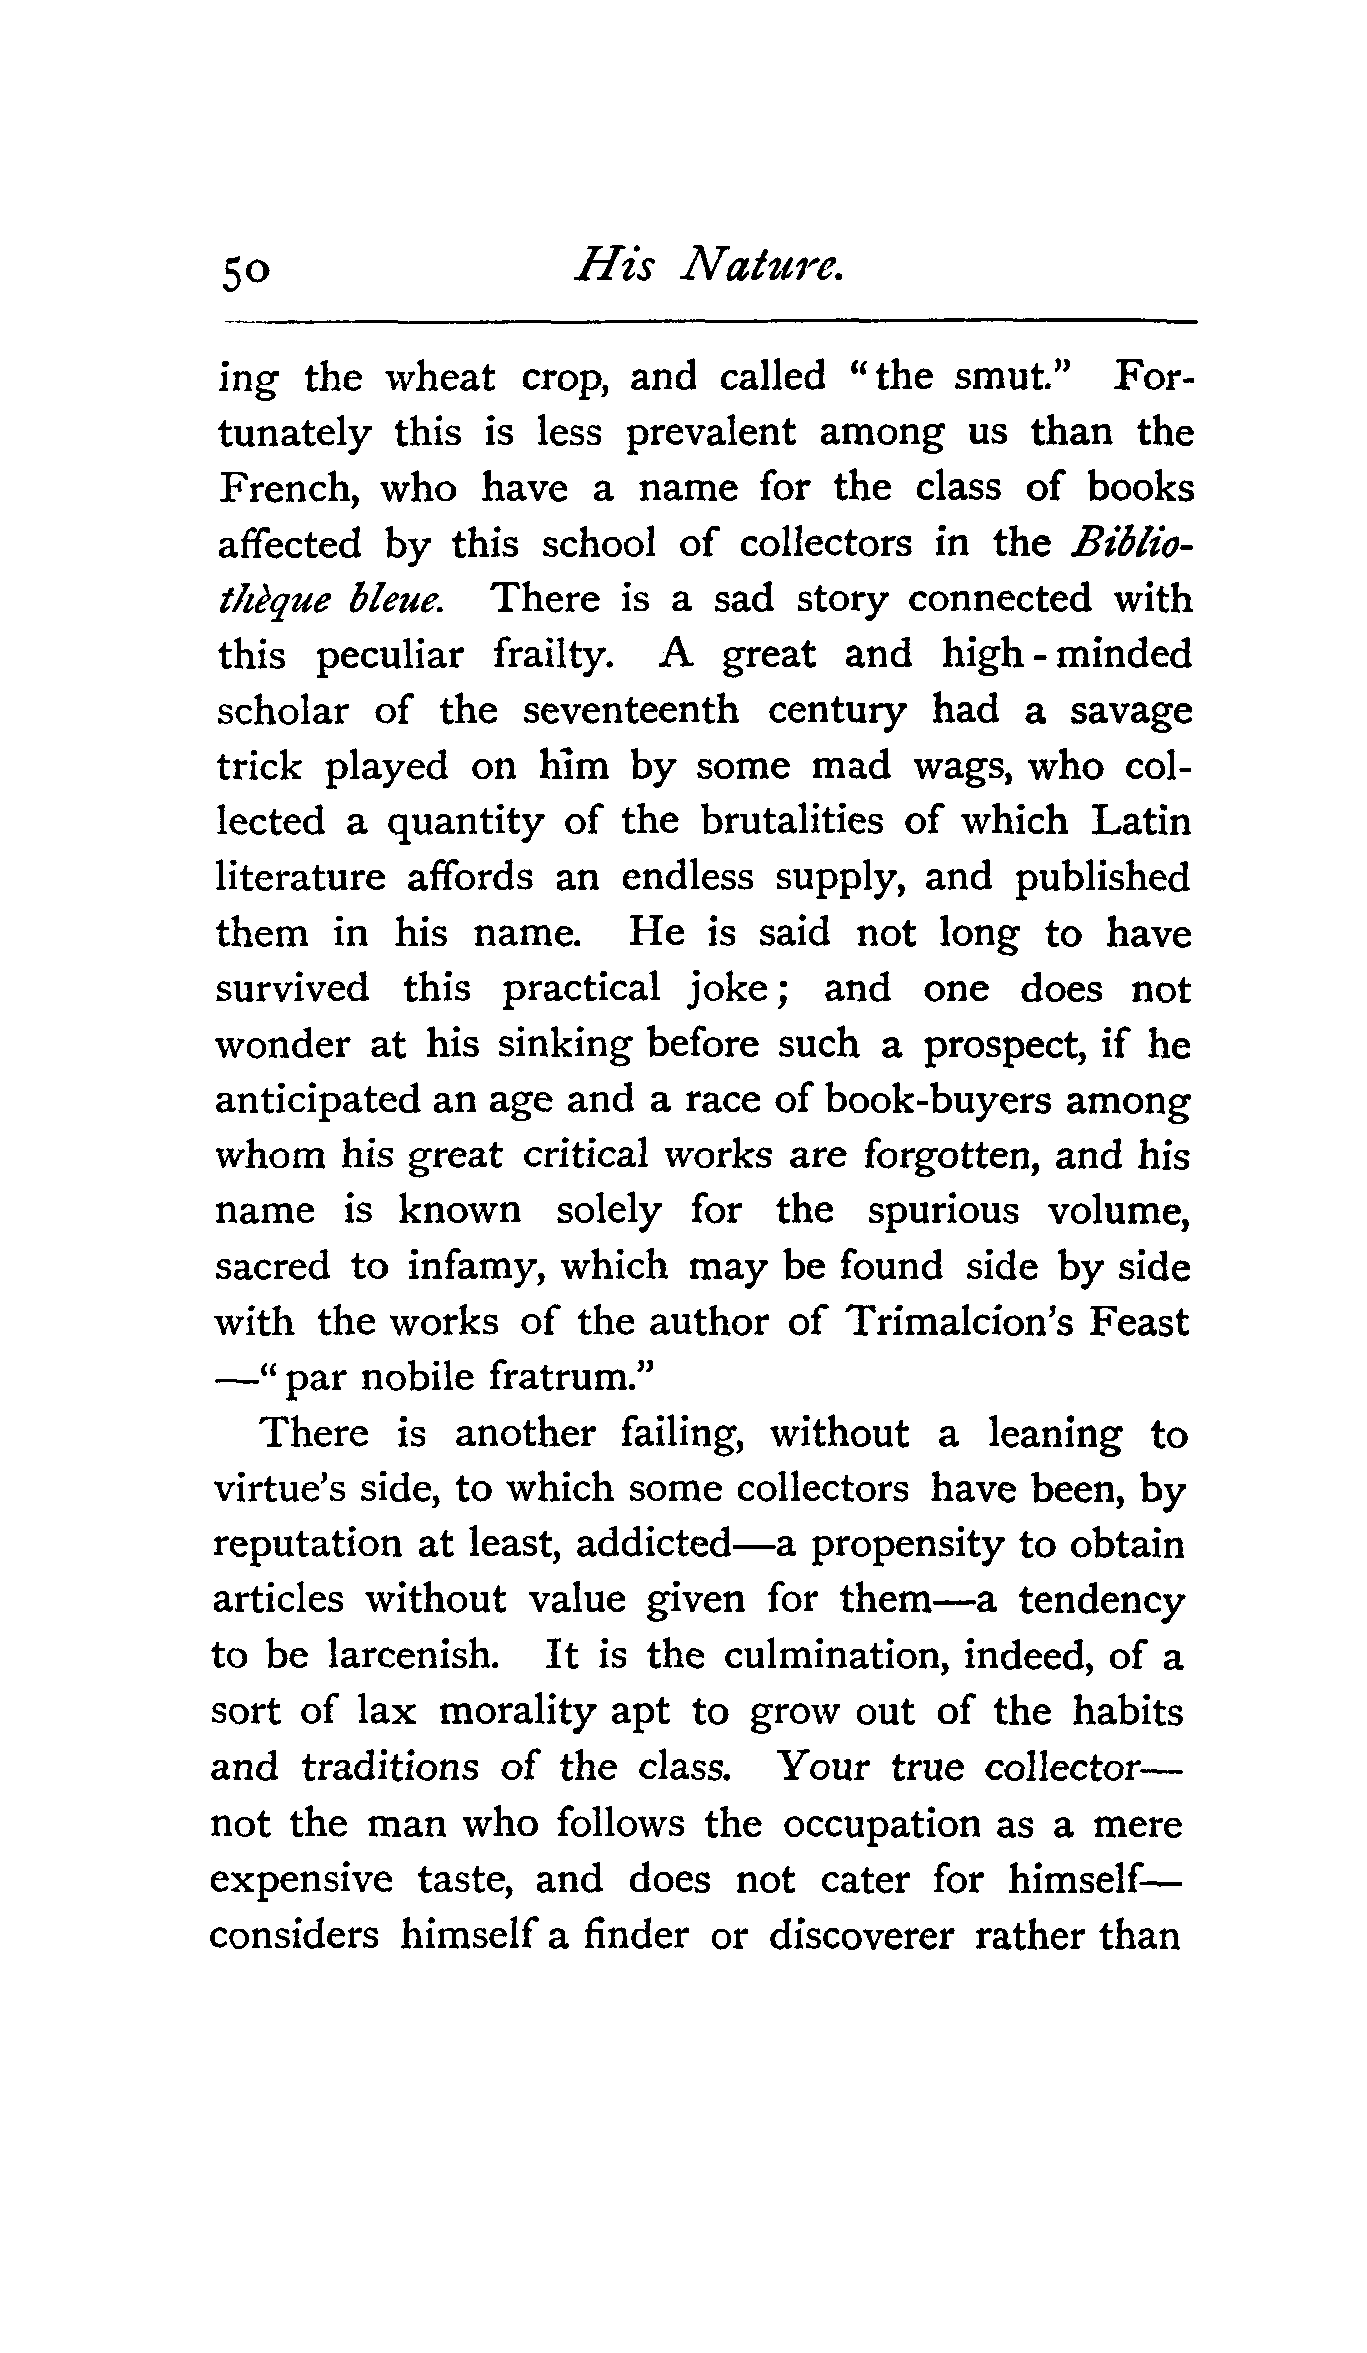 50 His Nature.
ing the wheat crop, and called “the smut.” For-
tunately this is less prevalent among us than the
French, who have a name for the class of books
affected by this school of collectors in the Biblio-
thèque bleue. There is a sad story connected with
this peculiar frailty. A great and high-minded
scholar of the seventeenth century had a savage
trick played on him by some mad wags, who col-
lected a quantity of the brutalities of which Latin
literature affords an endless supply, and published
them in his name. He is said not long to have
survived this practical joke; and one does not
wonder at his sinking before such a prospect, if he
anticipated an age and a race of book-buyers among
whom his great critical works are forgotten, and his
name is known solely for the spurious volume,
sacred to infamy, which may be found side by side
with the works of the author of Trimalcion's Feast
—“par nobile fratrum.”
There is another failing, without a leaning to
virtue's side, to which some collectors have been, by
reputation at least, addicted—a propensity to obtain
articles without value given for them—a tendency
to be larcenish. It is the culmination, indeed, of a
sort of lax morality apt to grow out of the habits
and traditions of the class. Your true collector—
not the man who follows the occupation as a mere
expensive taste, and does not cater for himself—
considers himself a finder or discoverer rather than